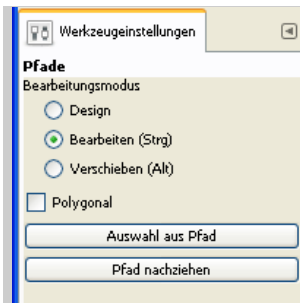 Werkzeugeinstellungen
Pfade
Bearbeitungsmodus
Design
Bearbeiten (Strg)
Verschieben (Alt)
Polygonal
Auswahl aus Pfad
Pfad nachziehen